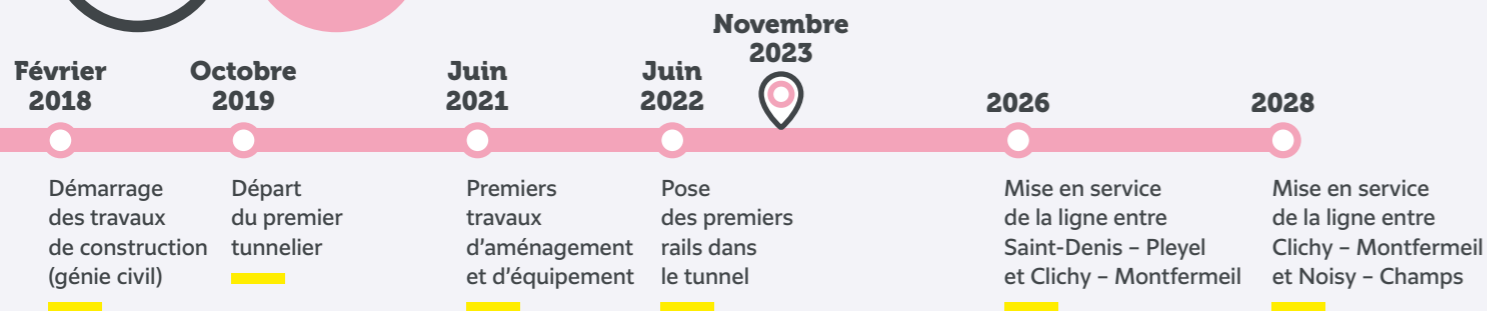 Février
2018
Démarrage
des travaux
de construction
(génie civil)
Octobre
2019
Départ
du premier
tunnelier
Juin
2021
Premiers
travaux
d’aménagement
et d’équipement
Juin
2022
Pose
des premiers
rails dans
le tunnel
Novembre
2023
2026
Mise en service
de la ligne entre
Saint-Denis – Pleyel
et Clichy – Montfermeil
2028
Mise en service
de la ligne entre
Clichy – Montfermeil
et Noisy – Champs